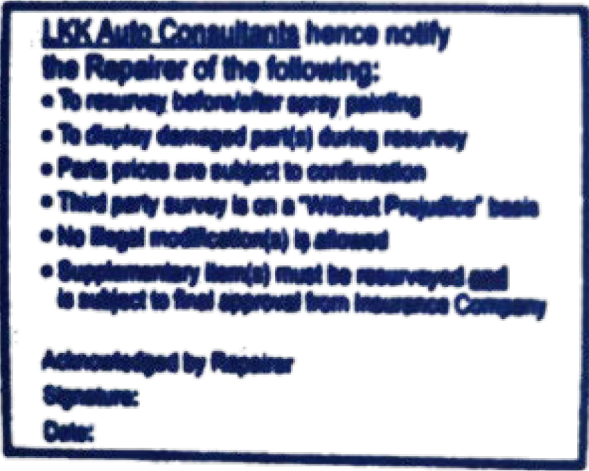 LKK Auto Consultants hence notify
the Repairer of the following:
• To resurvey before/after spray painting
• To display damaged part(s) during resurvey
• Parts prices are subject to confirmation
• Third party survey is on a "Without Prejudice" basis
• No illegal modification(s) is allowed
• Supplementary item(s) must be resurveyed and
is subject to final approval from Insurance Company
Acknowledged by Repairer
Signature:
Date: